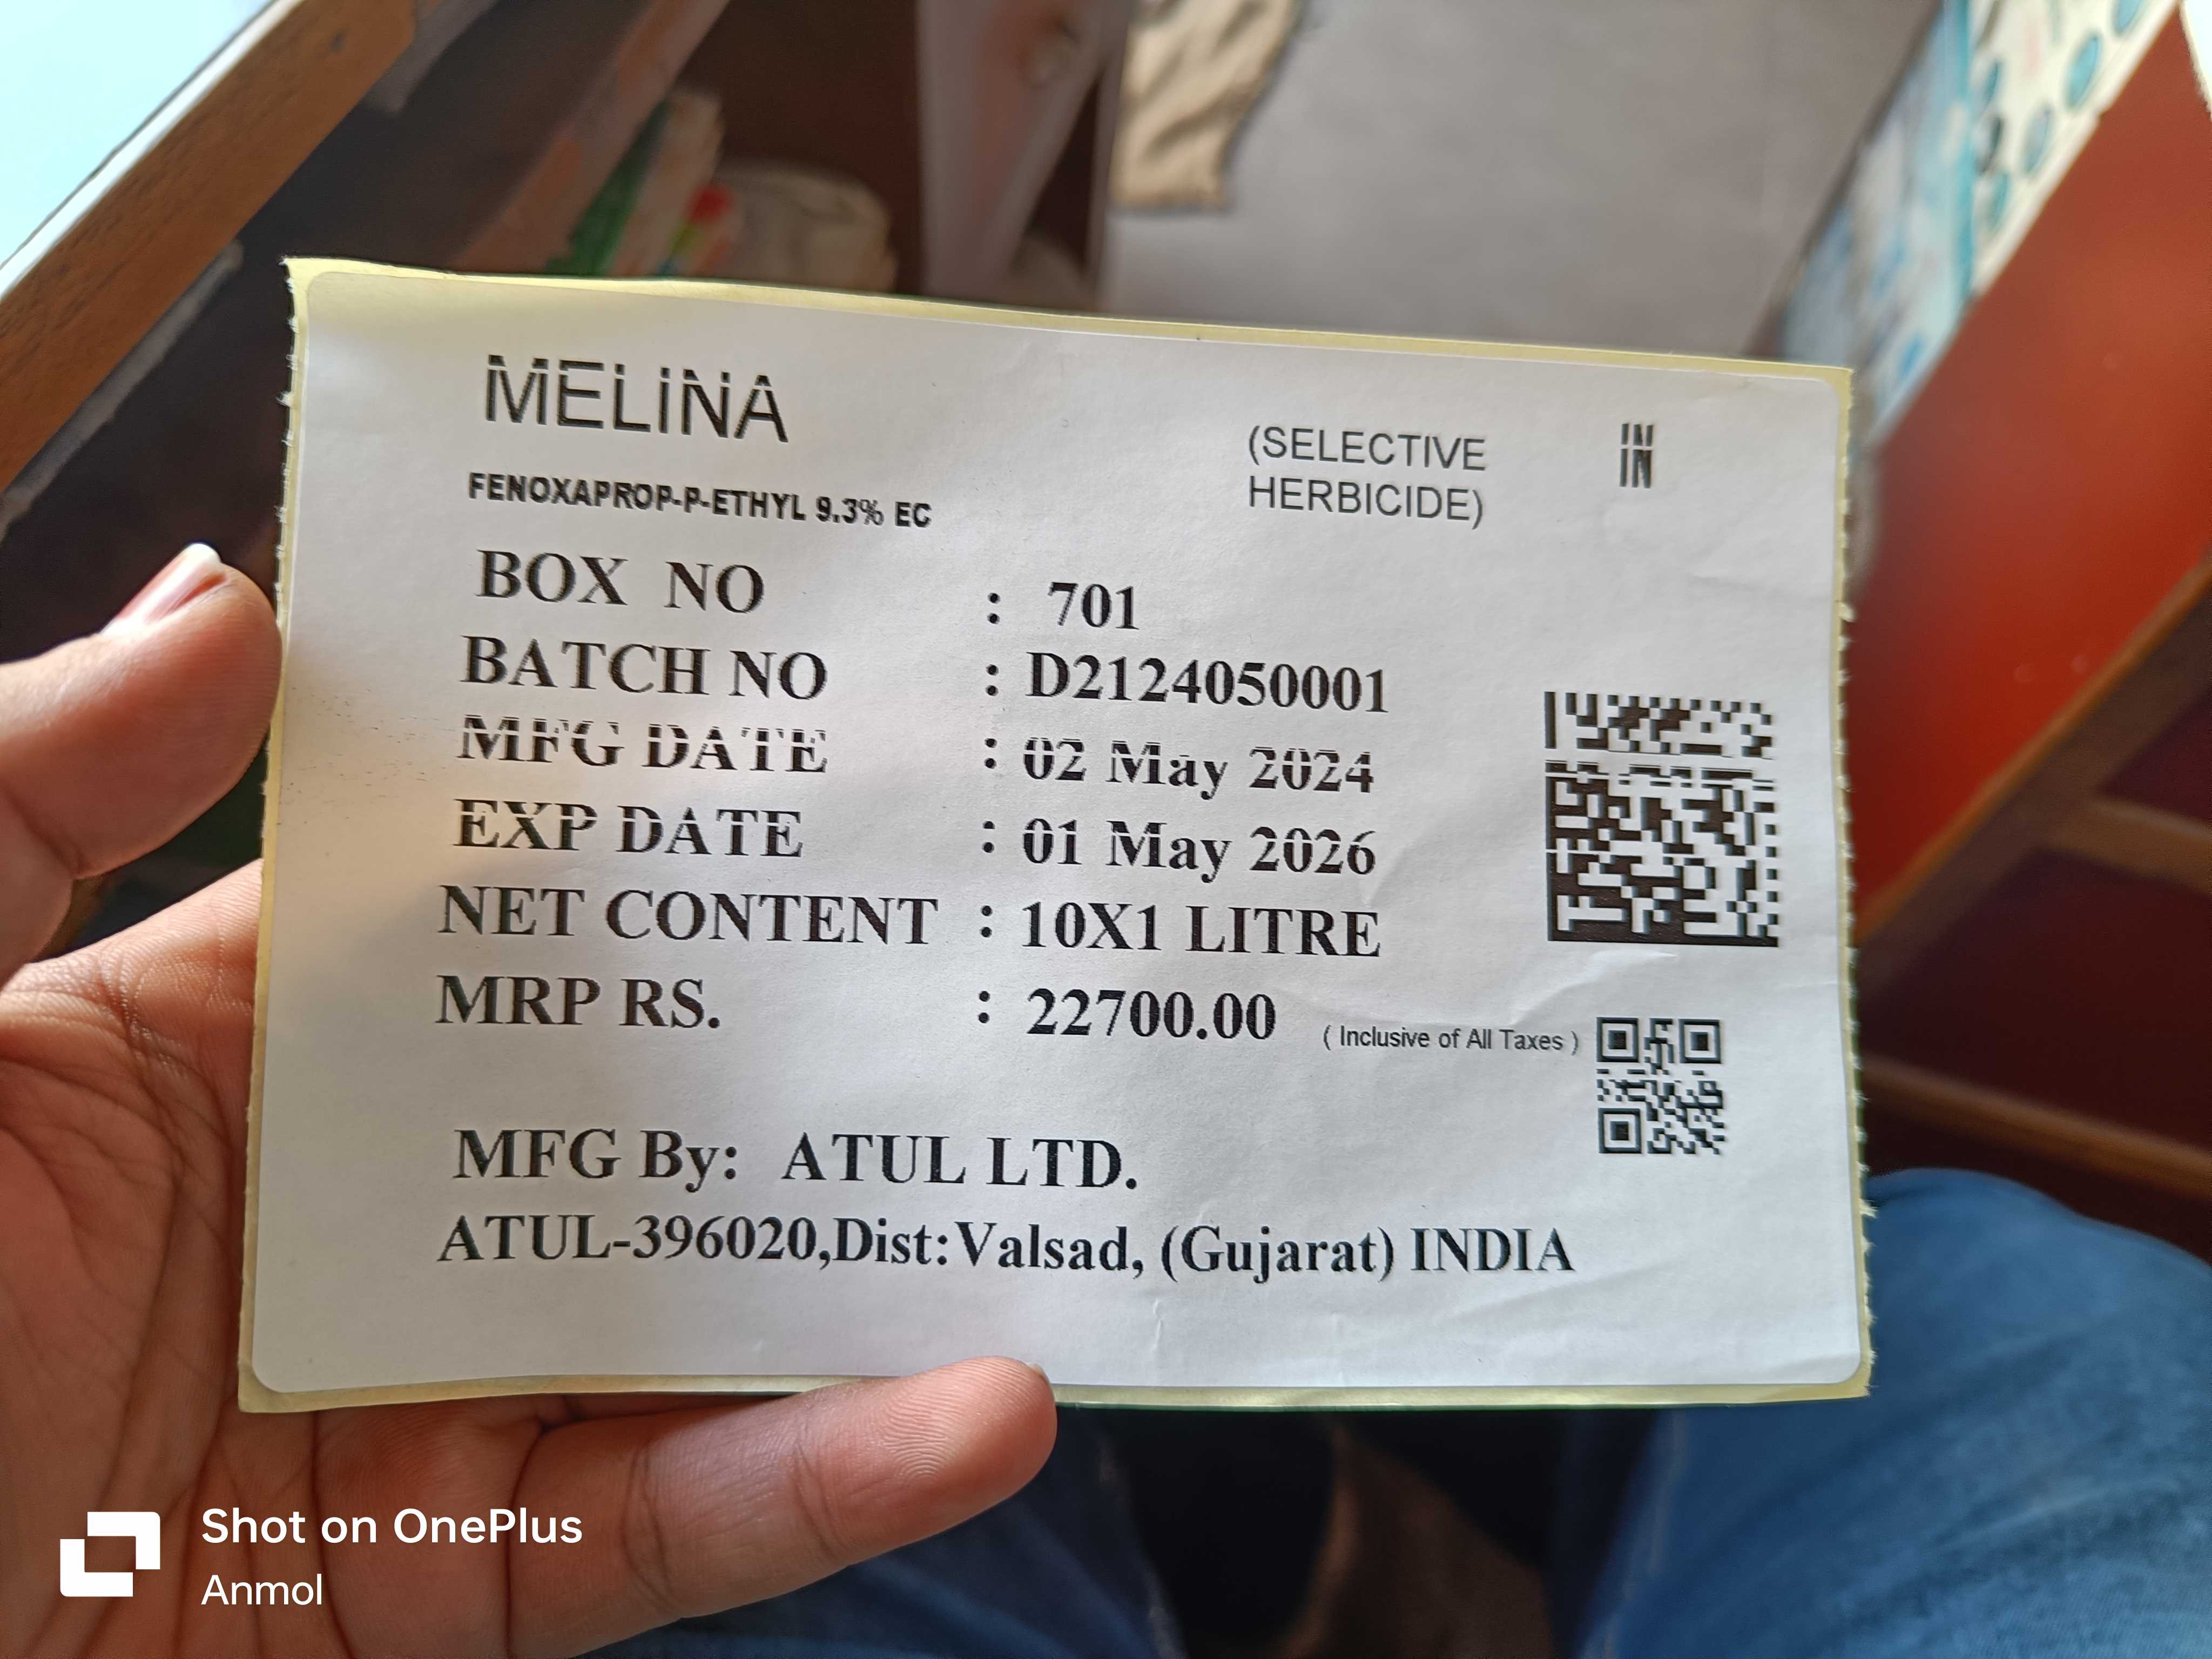 MELINA
(SELECTIVE
HERBICIDE)
IN
IN
FENOXAPROP-P-ETHYL 9.3% EC
BOX NO : 701
BATCH NO : D2124050001
MFG DATE : 02 May 2024
EXP DATE : 01 May 2026
NET CONTENT : 10X1 LITRE
MRP RS. : 22700.00 ( Inclusive of All Taxes )
MFG By: ATUL LTD.
ATUL-396020,Dist:Valsad, (Gujarat) INDIA
Shot on OnePlus
Anmol